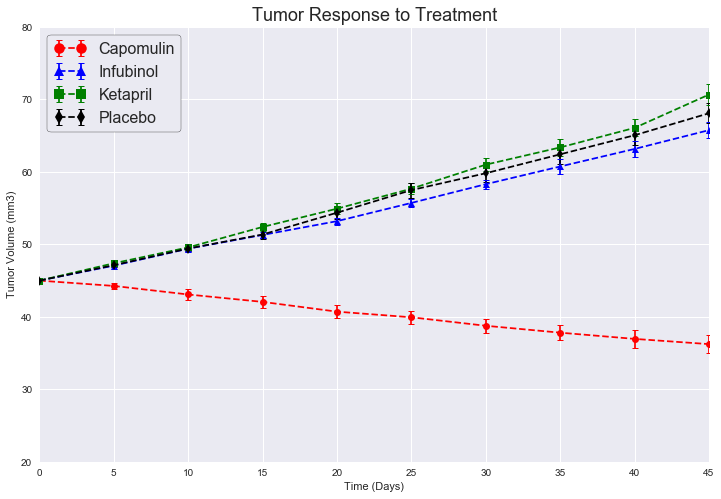 Tumor Response to Treatment
Capomulin
Infubinol
Ketapril
Placebo
Tumor Volume (mm3)
80
70
60
50
40
30
20
0 5 10 15 20 25 30 35 40 45
Time (Days)